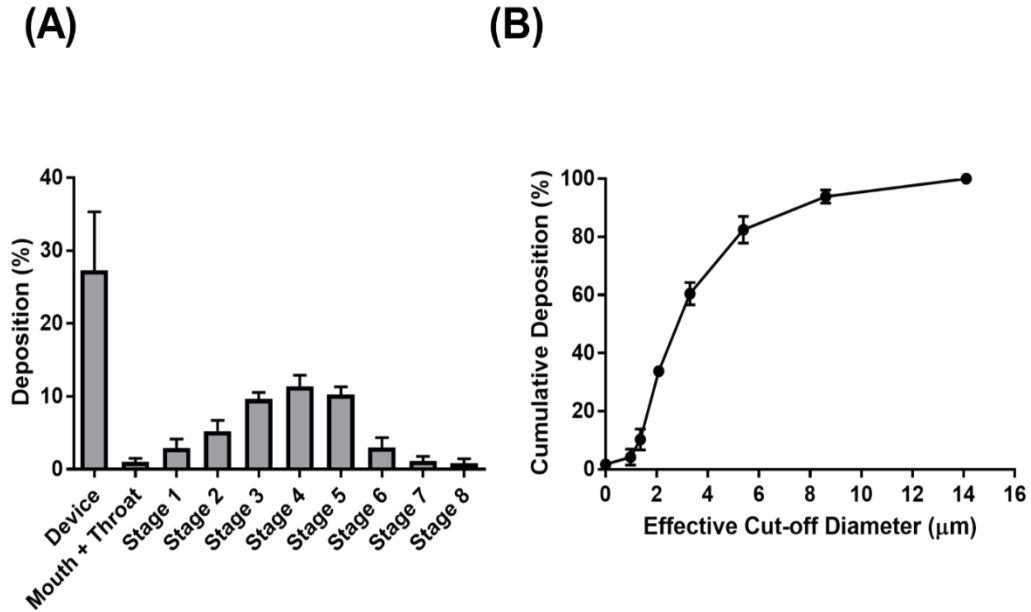 (A)
Deposition (%)
40
30
20
10
0
Device
Mouth + Throat
Stage 1
Stage 2
Stage 3
Stage 4
Stage 5
Stage 6
Stage 7
Stage 8
(B)
Cumulative Deposition (%)
100
80
60
40
20
0
0 2 4 6 8 10 12 14 16
Effective Cut-off Diameter (μm)